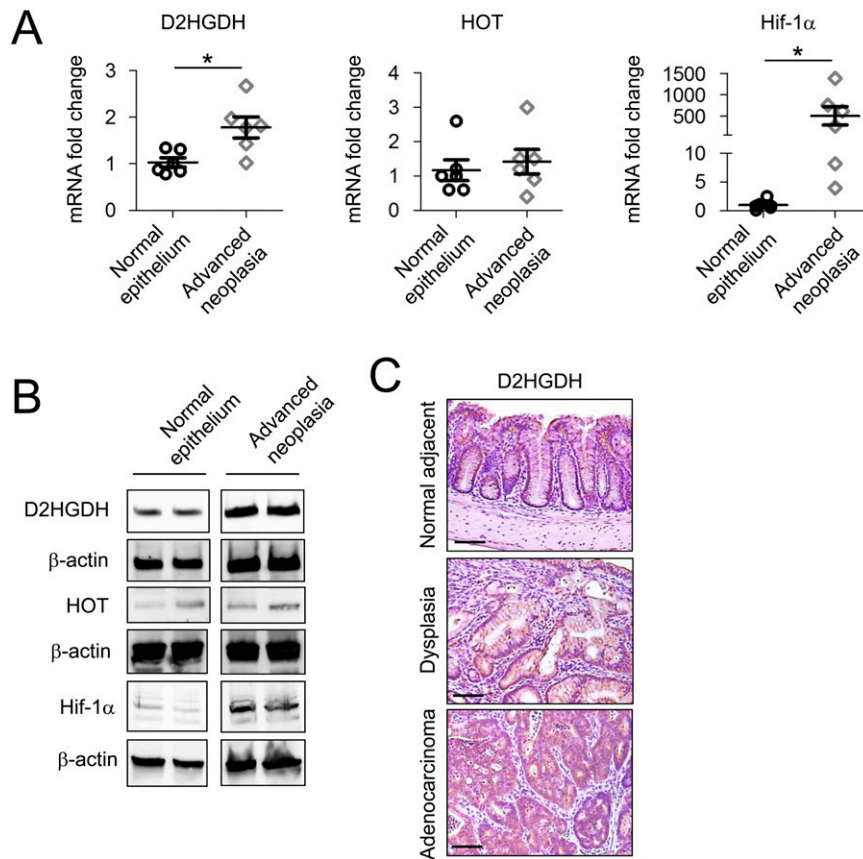 A
D2HGDH
HOT
Hif-1α
*
*
mRNA fold change
3
2
1
0
Normal
epithelium
Advanced
neoplasia
mRNA fold change
4
3
2
1
0
Normal
epithelium
Advanced
neoplasia
mRNA fold change
1500
1000
500
10
5
0
Normal
epithelium
Advanced
neoplasia
B
Normal
epithelium
Advanced
neoplasia
D2HGDH
β-actin
HOT
β-actin
Hif-1α
β-actin
C
D2HGDH
Normal adjacent
Dysplasia
Adenocarcinoma